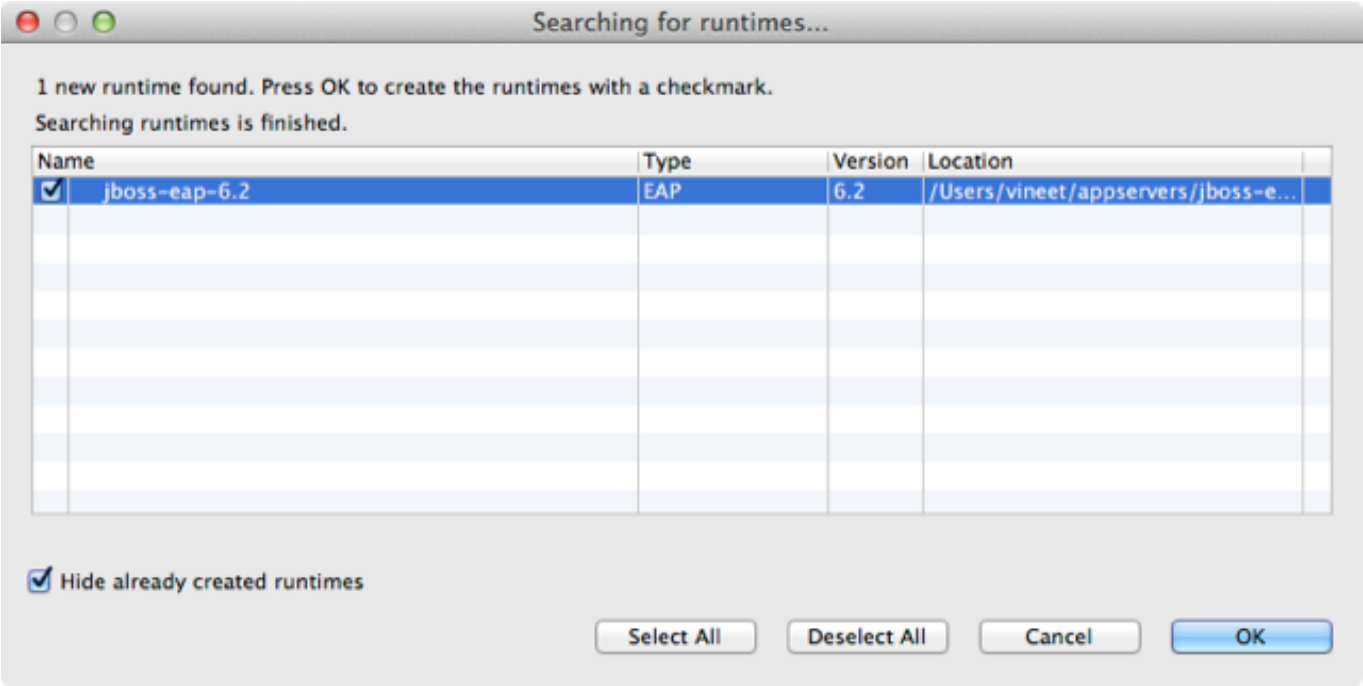 Searching for runtimes...
1 new runtime found. Press OK to create the runtimes with a checkmark.
Searching runtimes is finished.
Name Type Version Location
jboss-eap-6.2 EAP 6.2 /Users/vineet/appservers/jboss-e...
Hide already created runtimes
Select All Deselect All Cancel OK